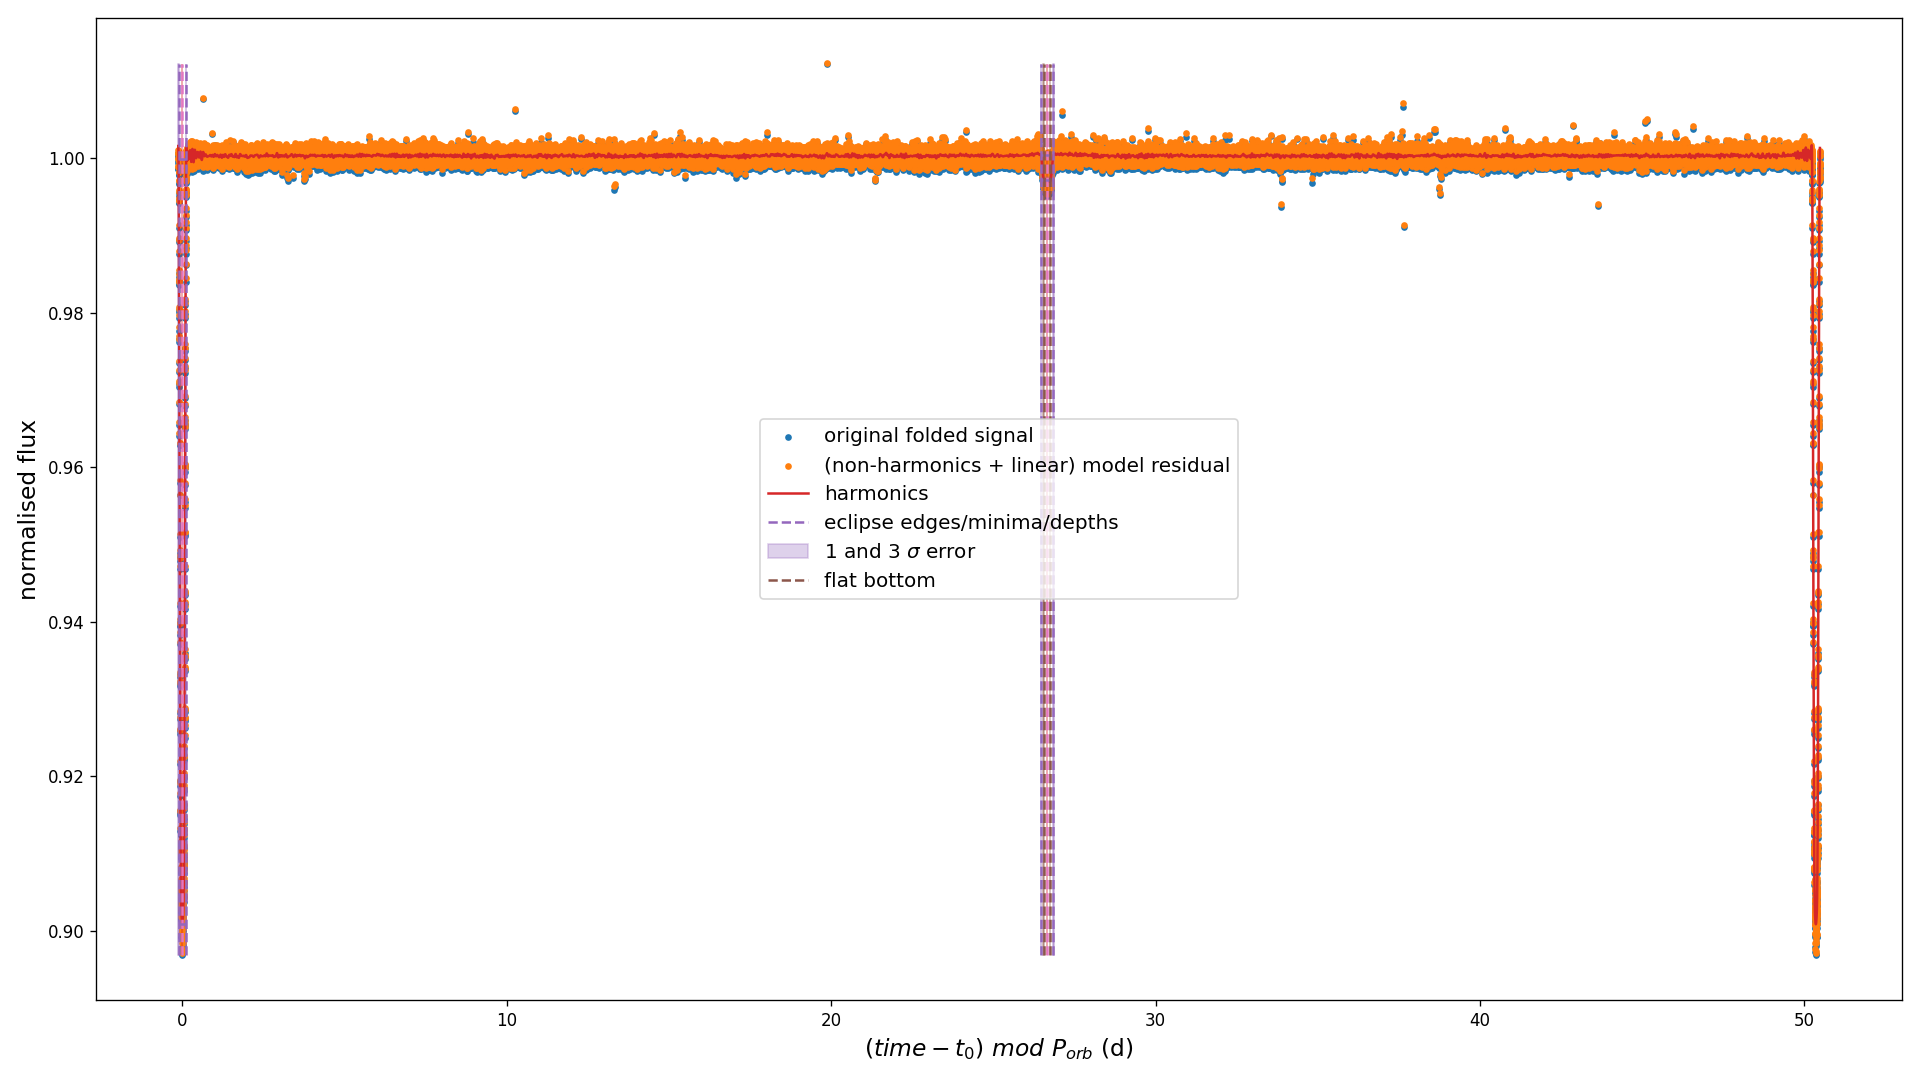 1.00
0.98
0.96
0.94
0.92
0.90
normalised flux
original folded signal
(non-harmonics + linear) model residual
harmonics
eclipse edges/minima/depths
1 and 3 σ error
flat bottom
0 10 20 30 40 50
(time − t₀) mod P_orb (d)